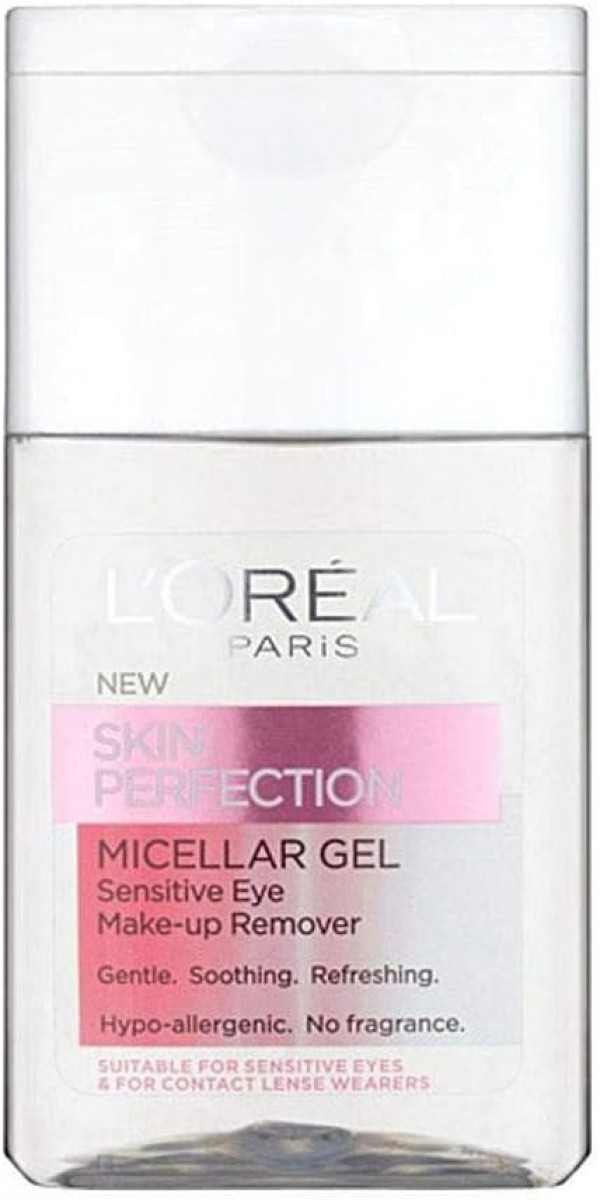 L'ORÉAL
PARiS
NEW
SKIN
PERFECTION
MICELLAR GEL
Sensitive Eye
Make-up Remover
Gentle. Soothing. Refreshing.
Hypo-allergenic. No fragrance.
SUITABLE FOR SENSITIVE EYES
& FOR CONTACT LENSE WEARERS